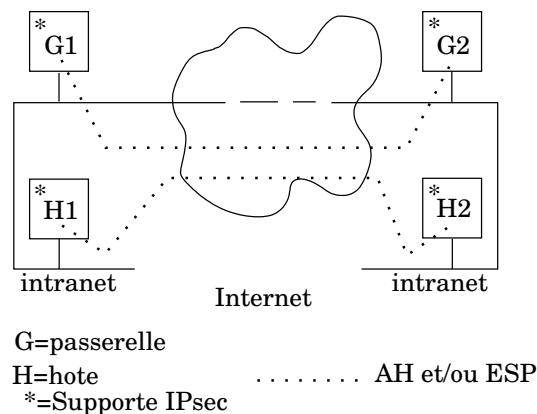 * G1
* G2
* H1
* H2
intranet
Internet
intranet
G=passerelle
H=hote
AH et/ou ESP
*=Supporte IPsec